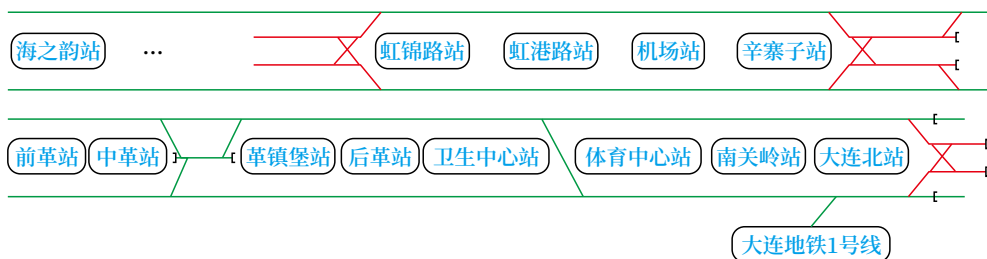 海之韵站 … 虹锦路站 虹港路站 机场站 辛寨子站
前革站 中革站 革镇堡站 后革站 卫生中心站 体育中心站 南关岭站 大连北站
大连地铁1号线